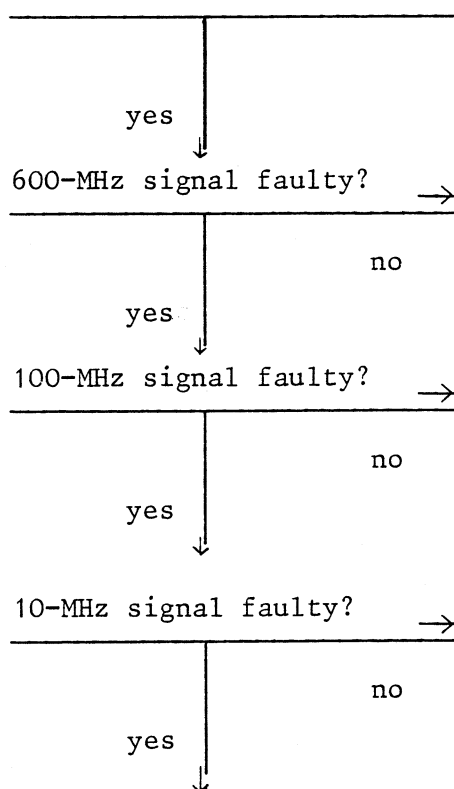 yes
600-MHz signal faulty?
no
yes
100-MHz signal faulty?
no
yes
10-MHz signal faulty?
no
yes